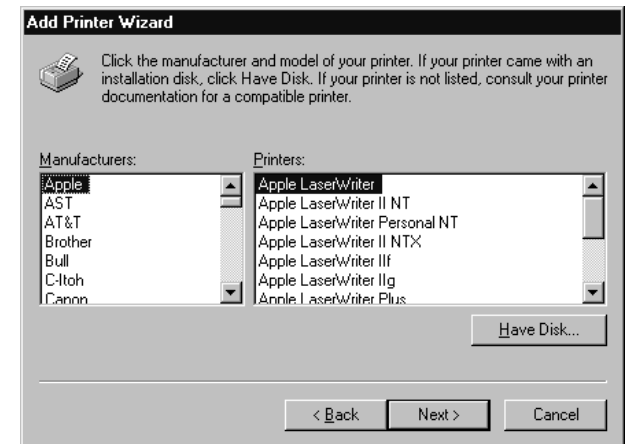 Add Printer Wizard
Click the manufacturer and model of your printer. If your printer came with an
installation disk, click Have Disk. If your printer is not listed, consult your printer
documentation for a compatible printer.
Manufacturers:
Apple
AST
AT&T
Brother
Bull
C-Itoh
Canon
Printers:
Apple LaserWriter
Apple LaserWriter II NT
Apple LaserWriter Personal NT
Apple LaserWriter II NTX
Apple LaserWriter IIf
Apple LaserWriter IIg
Apple LaserWriter Plus
Have Disk...
< Back
Next >
Cancel